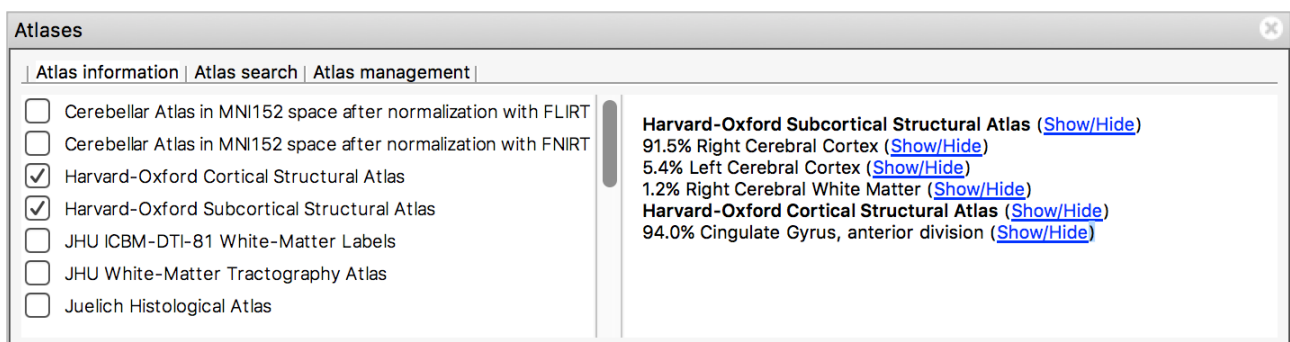 Atlases
Atlas information | Atlas search | Atlas management
Cerebellar Atlas in MNI152 space after normalization with FLIRT
Cerebellar Atlas in MNI152 space after normalization with FNIRT
Harvard-Oxford Cortical Structural Atlas
Harvard-Oxford Subcortical Structural Atlas
JHU ICBM-DTI-81 White-Matter Labels
JHU White-Matter Tractography Atlas
Juelich Histological Atlas
Harvard-Oxford Subcortical Structural Atlas (Show/Hide)
91.5% Right Cerebral Cortex (Show/Hide)
5.4% Left Cerebral Cortex (Show/Hide)
1.2% Right Cerebral White Matter (Show/Hide)
Harvard-Oxford Cortical Structural Atlas (Show/Hide)
94.0% Cingulate Gyrus, anterior division (Show/Hide)